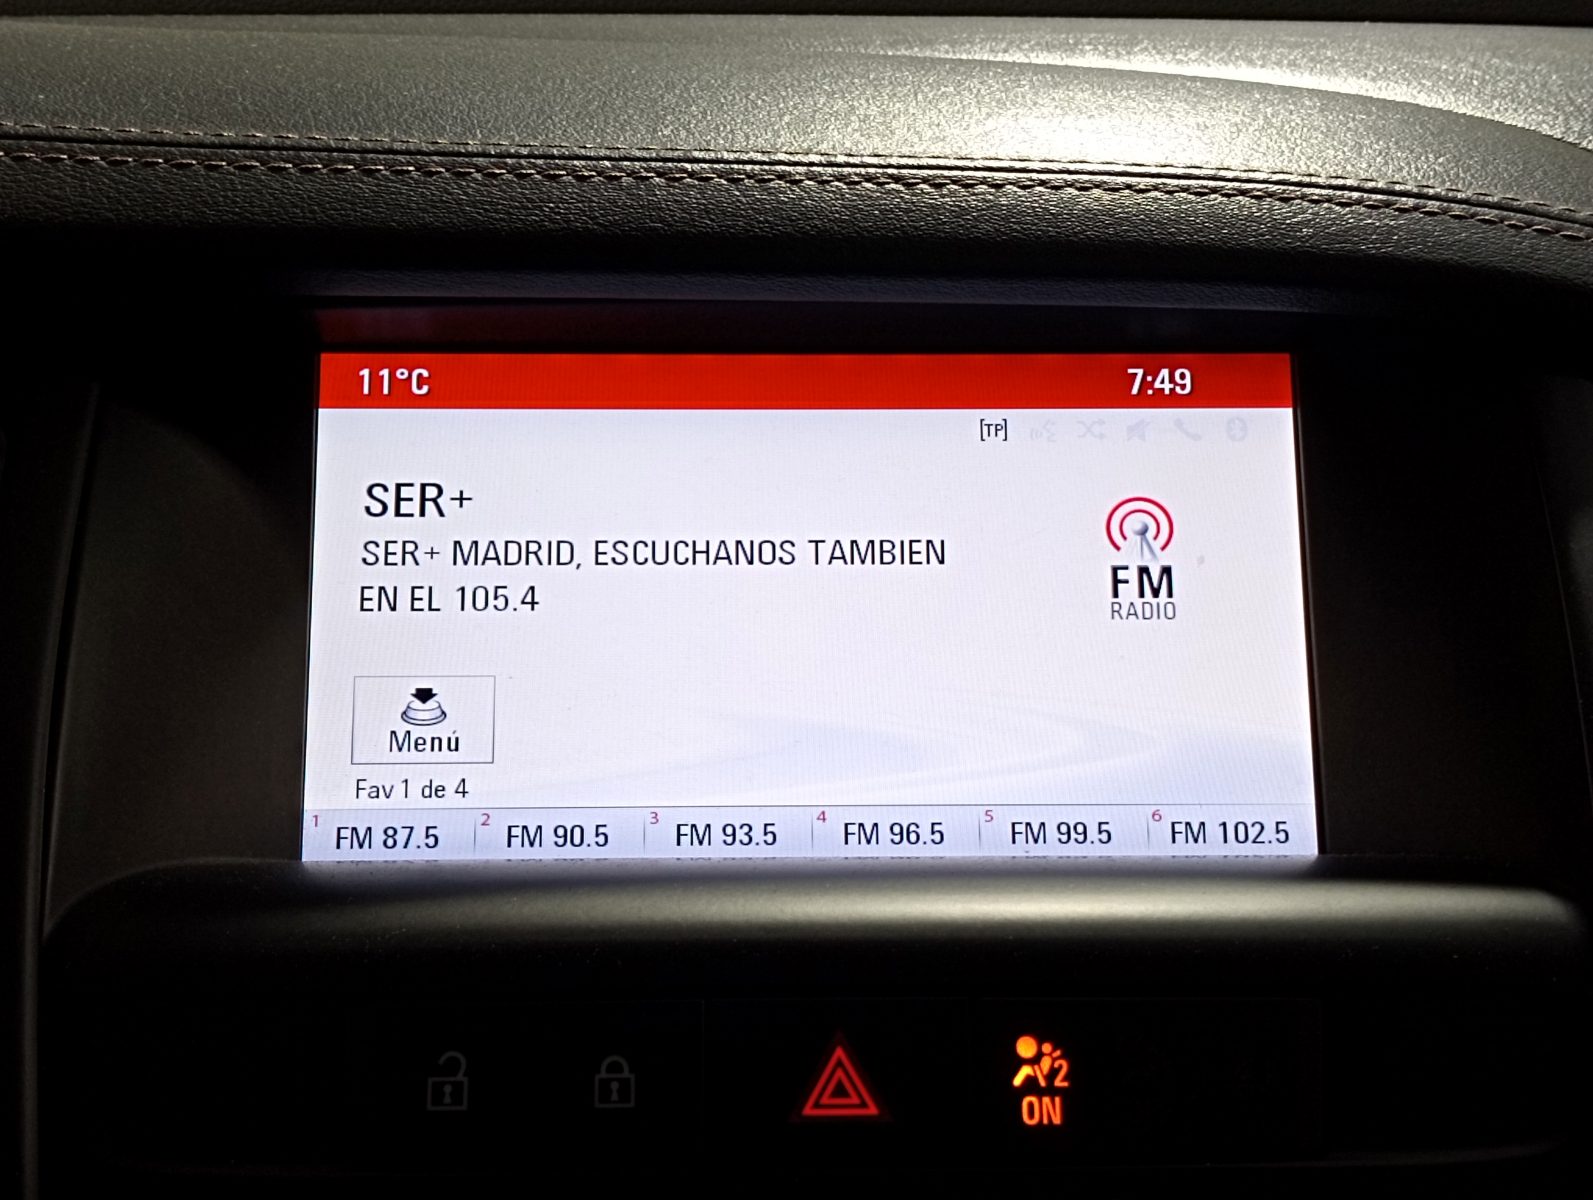 11°C
7:49
[TP]
SER+
SER+ MADRID, ESCUCHANOS TAMBIEN
EN EL 105.4
FM
RADIO
Menú
Fav 1 de 4
1 FM 87.5
2 FM 90.5
3 FM 93.5
4 FM 96.5
5 FM 99.5
6 FM 102.5
2
ON